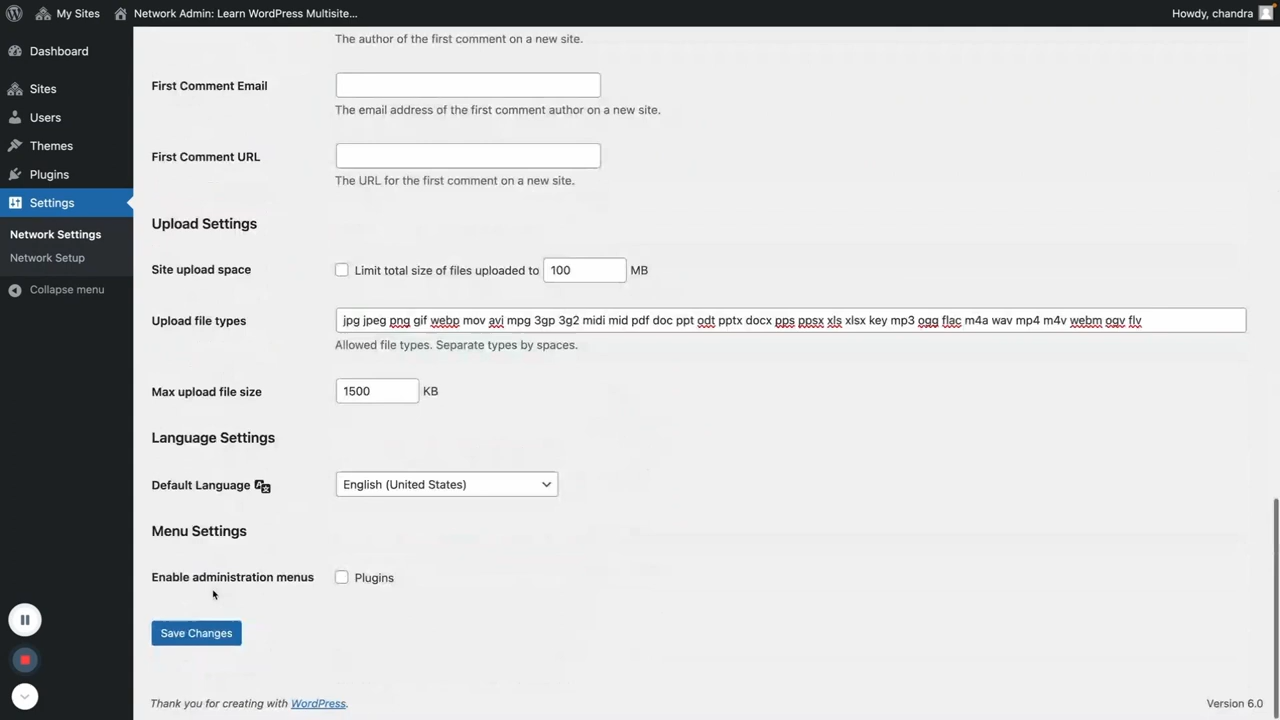 My Sites Network Admin: Learn WordPress Multisite... Howdy, chandra
Dashboard
Sites
Users
Themes
Plugins
Settings
Network Settings
Network Setup
Collapse menu
The author of the first comment on a new site.
First Comment Email
The email address of the first comment author on a new site.
First Comment URL
The URL for the first comment on a new site.
Upload Settings
Site upload space Limit total size of files uploaded to 100 MB
Upload file types jpg jpeg png gif webp mov avi mpg 3gp 3g2 midi mid pdf doc ppt odt pptx docx pps ppsx xls xlsx key mp3 ogg flac m4a wav mp4 m4v webm ogv flv
Allowed file types. Separate types by spaces.
Max upload file size 1500 KB
Language Settings
Default Language English (United States)
Menu Settings
Enable administration menus Plugins
Save Changes
Thank you for creating with WordPress. Version 6.0